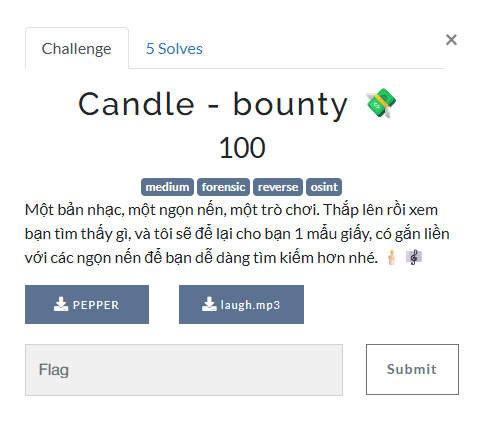 Challenge
5 Solves
×
Candle - bounty 💸
100
medium forensic reverse osint
Một bản nhạc, một ngọn nến, một trò chơi. Thắp lên rồi xem
bạn tìm thấy gì, và tôi sẽ để lại cho bạn 1 mẩu giấy, có gắn liền
với các ngọn nến để bạn dễ dàng tìm kiếm hơn nhé. 🕯️ 🎼
PEPPER
laugh.mp3
Flag
Submit